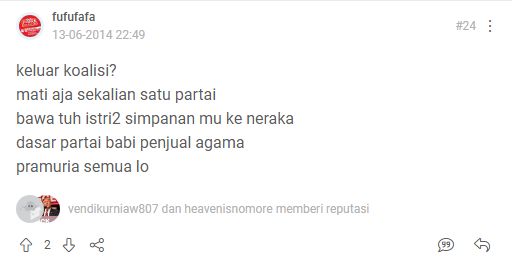 fufufafa
13-06-2014 22:49
#24
keluar koalisi?
mati aja sekalian satu partai
bawa tuh istri2 simpanan mu ke neraka
dasar partai babi penjual agama
pramuria semua lo
vendikurniaw807 dan heavenisnomore memberi reputasi
2